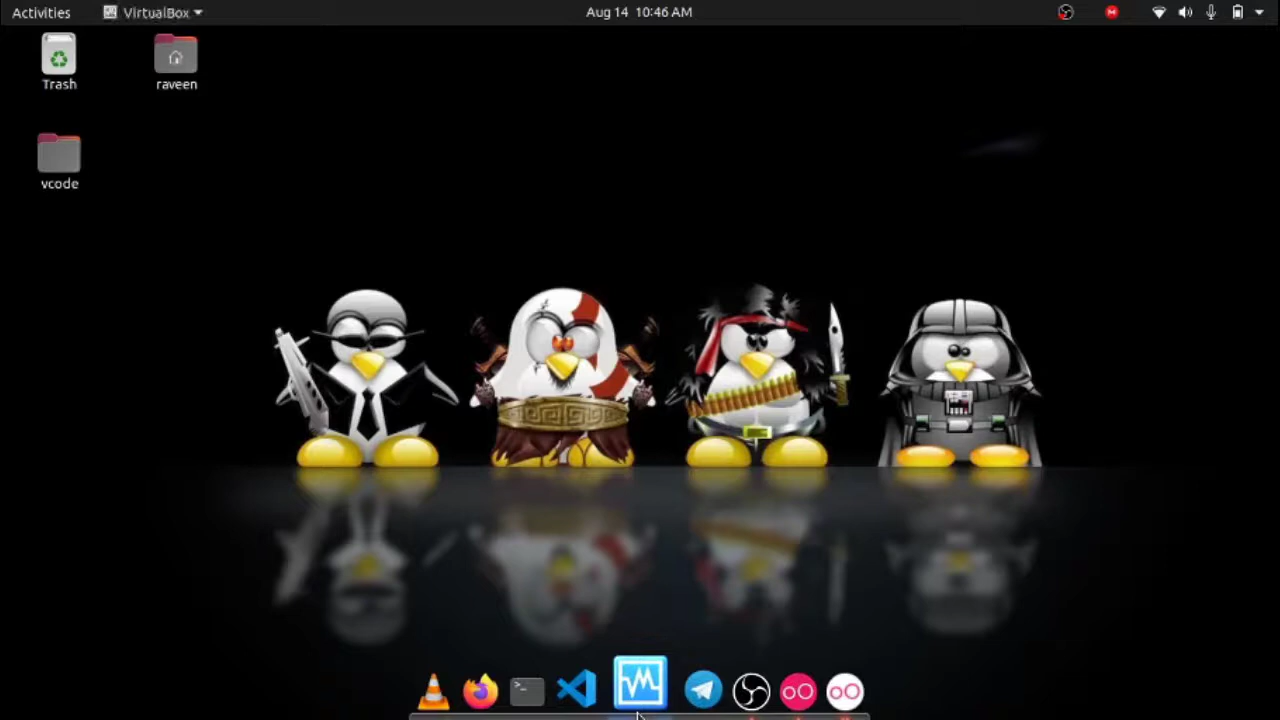 Activities
VirtualBox
Aug 14 10:46 AM
Trash
raveen
vcode